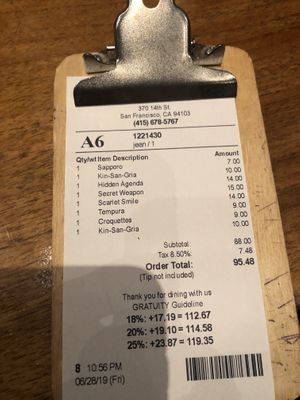 370 14th St.
San Francisco, CA 94103
(415) 678-5767
A6 1221430
jeen / 1
Qty/wt Item Description Amount
1 Sapporo 7.00
1 Kin-San-Gria 10.00
1 Hidden Agenda 14.00
1 Secret Weapon 15.00
1 Scarlet Smile 14.00
1 Tempura 9.00
1 Croquettes 9.00
1 Kin-San-Gria 10.00
Subtotal: 88.00
Tax 8.50%: 7.48
Order Total: 95.48
(Tip not included)
Thank you for dining with us
GRATUITY Guideline
18%: +17.19 = 112.67
20%: +19.10 = 114.58
25%: +23.87 = 119.35
8 10:56 PM
06/28/19 (Fri)